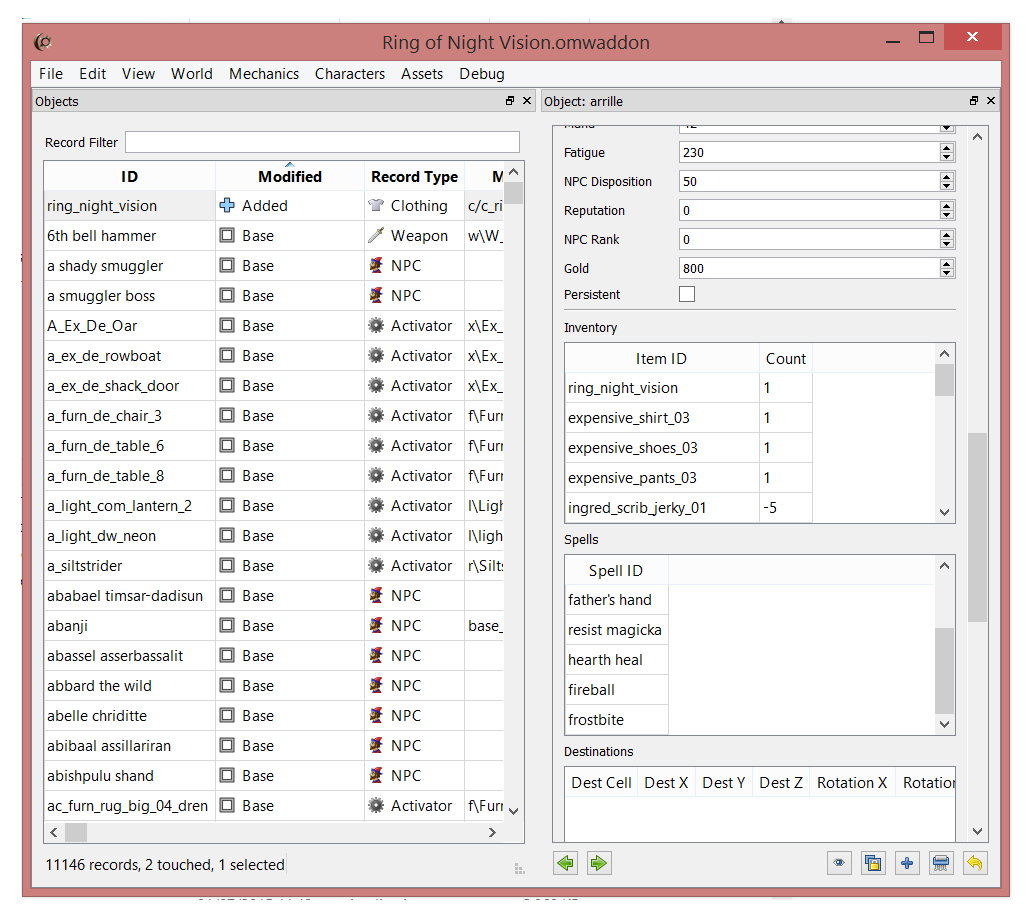 Ring of Night Vision.omwaddon
File Edit View World Mechanics Characters Assets Debug
Objects
Record Filter
ID Modified Record Type M
ring_night_vision Added Clothing c/c_ri
6th bell hammer Base Weapon w\W_
a shady smuggler Base NPC
a smuggler boss Base NPC
A_Ex_De_Oar Base Activator x\Ex_
a_ex_de_rowboat Base Activator x\Ex_
a_ex_de_shack_door Base Activator x\Ex_
a_furn_de_chair_3 Base Activator f\Furn
a_furn_de_table_6 Base Activator f\Furn
a_furn_de_table_8 Base Activator f\Furn
a_light_com_lantern_2 Base Activator l\Ligh
a_light_dw_neon Base Activator l\ligh
a_siltstrider Base Activator r\Silts
ababael timsar-dadisun Base NPC
abanji Base NPC base_
abassel asserbassalit Base NPC
abbard the wild Base NPC
abelle chriditte Base NPC
abibaal assillariran Base NPC
abishpulu shand Base NPC
ac_furn_rug_big_04_dren Base Activator f\Furn
11146 records, 2 touched, 1 selected
Object: arrille
Fatigue 230
NPC Disposition 50
Reputation 0
NPC Rank 0
Gold 800
Persistent
Inventory
Item ID Count
ring_night_vision 1
expensive_shirt_03 1
expensive_shoes_03 1
expensive_pants_03 1
ingred_scrib_jerky_01 -5
Spells
Spell ID
father's hand
resist magicka
hearth heal
fireball
frostbite
Destinations
Dest Cell Dest X Dest Y Dest Z Rotation X Rotation